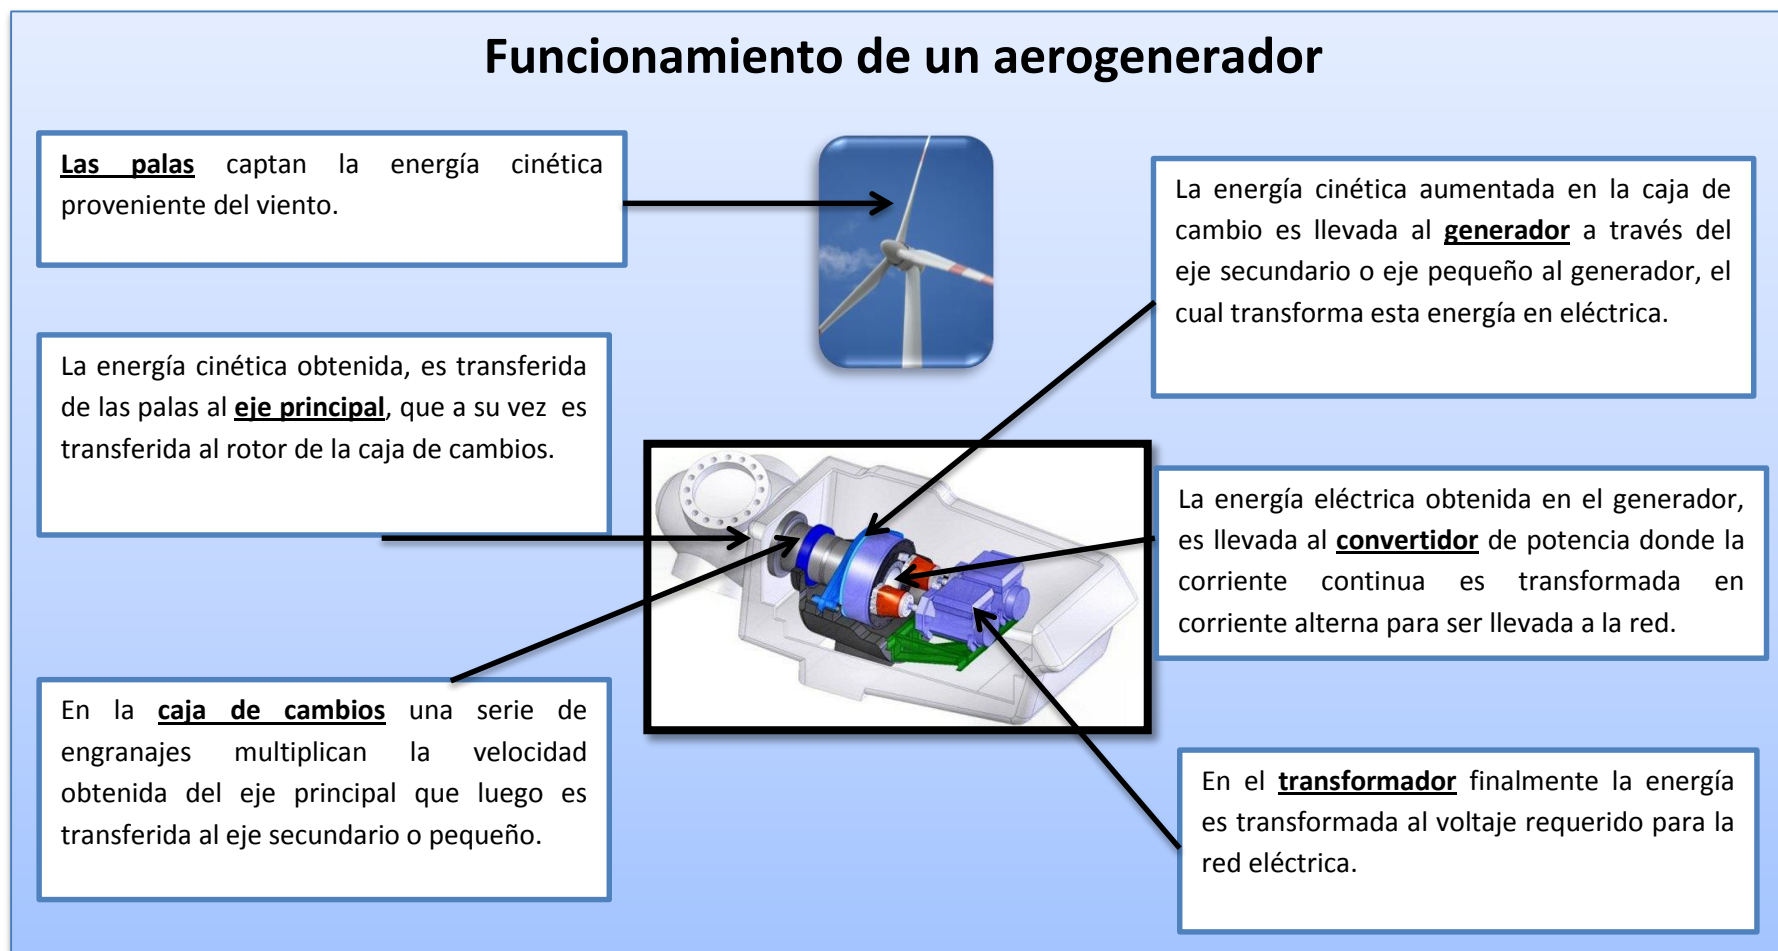 Funcionamiento de un aerogenerador
Las palas captan la energía cinética
proveniente del viento.
La energía cinética obtenida, es transferida
de las palas al eje principal, que a su vez es
transferida al rotor de la caja de cambios.
En la caja de cambios una serie de
engranajes multiplican la velocidad
obtenida del eje principal que luego es
transferida al eje secundario o pequeño.
La energía cinética aumentada en la caja de
cambio es llevada al generador a través del
eje secundario o eje pequeño al generador, el
cual transforma esta energía en eléctrica.
La energía eléctrica obtenida en el generador,
es llevada al convertidor de potencia donde la
corriente continua es transformada en
corriente alterna para ser llevada a la red.
En el transformador finalmente la energía
es transformada al voltaje requerido para la
red eléctrica.